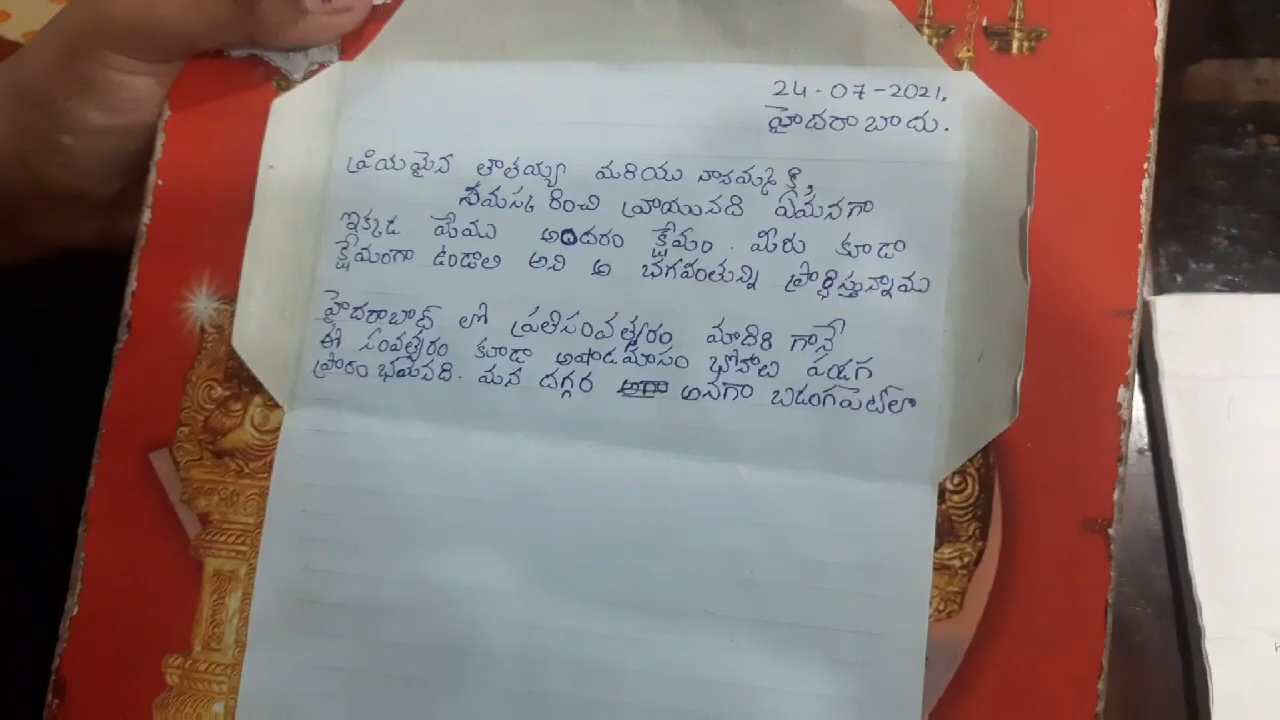 24-07-2021.
హైదరాబాదు.
ప్రియమైన తాతయ్య మరియు నానమ్మకి,
నమస్కరించి వ్రాయునది ఏమనగా
ఇక్కడ మేము అందరం క్షేమం. మీరు కూడా
క్షేమంగా ఉండాలి అని ఆ భగవంతున్ని ప్రార్థిస్తున్నాము
హైదరాబాద్ లో ప్రతిసంవత్సరం మాదిరి గానే
ఈ సంవత్సరం కూడా ఆషాడమాసం బోనాలు పండగ
ప్రారంభమైనది. మన దగ్గర అనగా బడంగపెట్‌లో